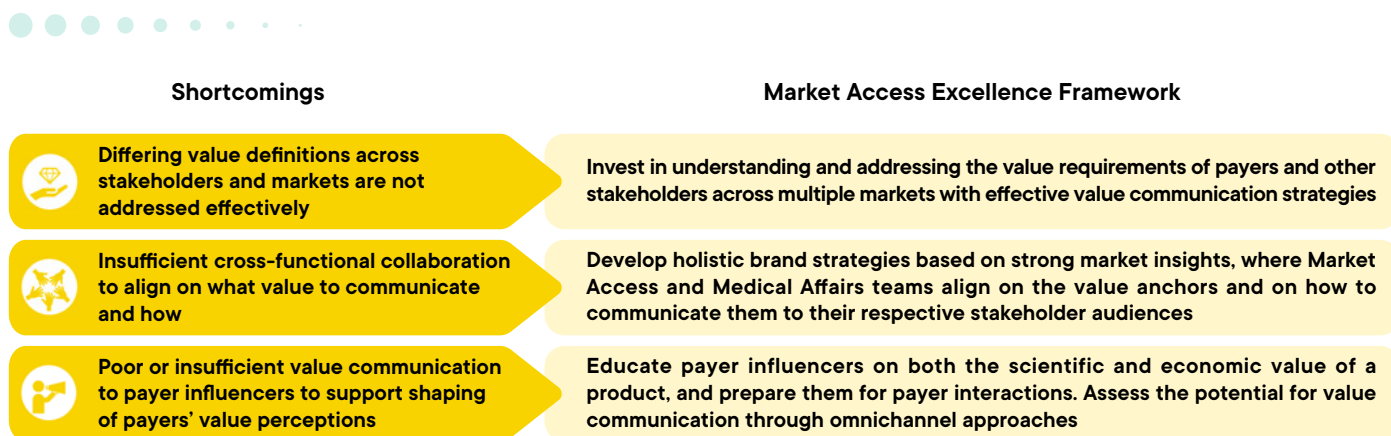 Shortcomings
Market Access Excellence Framework
Differing value definitions across
stakeholders and markets are not
addressed effectively
Invest in understanding and addressing the value requirements of payers and other
stakeholders across multiple markets with effective value communication strategies
Insufficient cross-functional collaboration
to align on what value to communicate
and how
Develop holistic brand strategies based on strong market insights, where Market
Access and Medical Affairs teams align on the value anchors and on how to
communicate them to their respective stakeholder audiences
Poor or insufficient value communication
to payer influencers to support shaping
of payers’ value perceptions
Educate payer influencers on both the scientific and economic value of a
product, and prepare them for payer interactions. Assess the potential for value
communication through omnichannel approaches